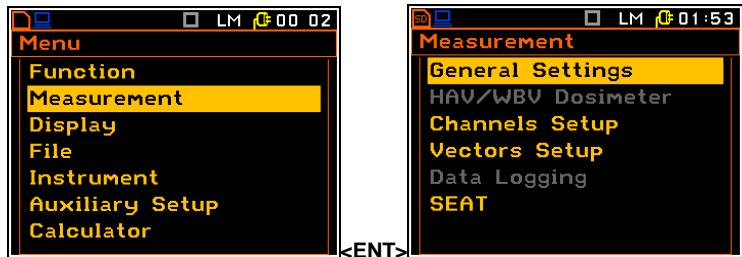 LM 00 02
Menu
Function
Measurement
Display
File
Instrument
Auxiliary Setup
Calculator
<ENT>
SD LM 01:53
Measurement
General Settings
HAV/WBV Dosimeter
Channels Setup
Vectors Setup
Data Logging
SEAT